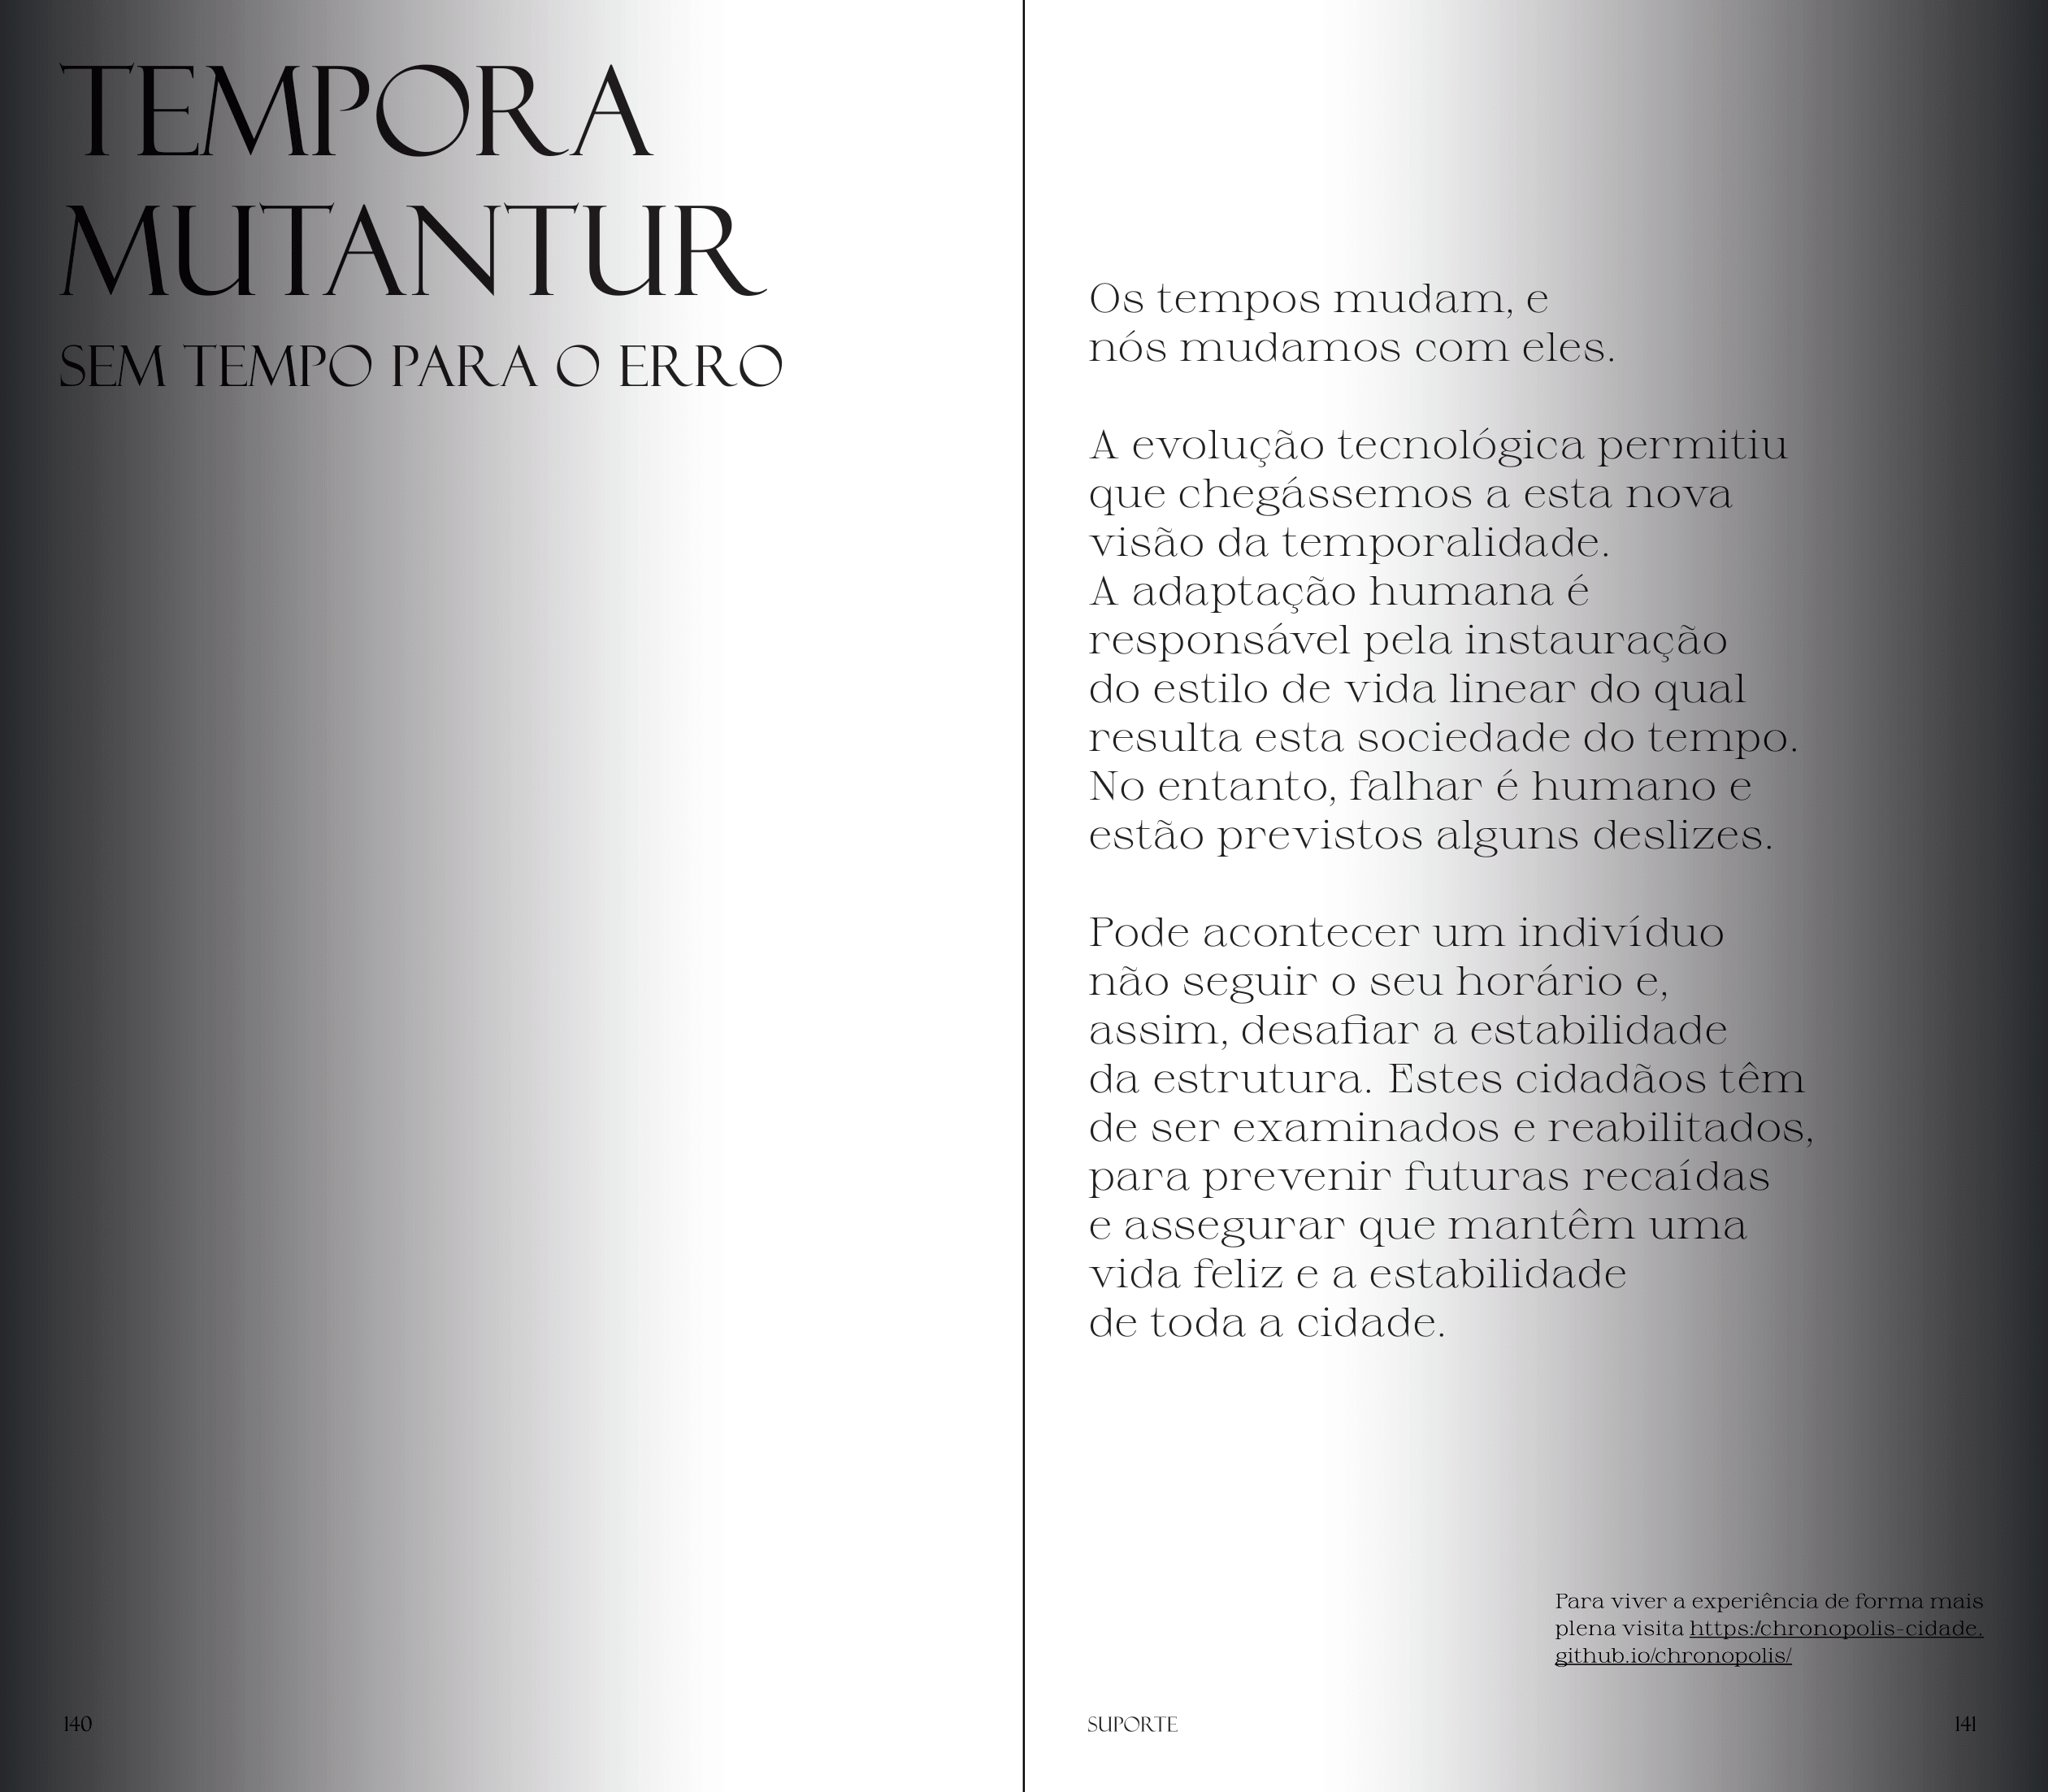 TEMPORA
MUTANTUR
SEM TEMPO PARA O ERRO
Os tempos mudam, e
nós mudamos com eles.
A evolução tecnológica permitiu
que chegássemos a esta nova
visão da temporalidade.
A adaptação humana é
responsável pela instauração
do estilo de vida linear do qual
resulta esta sociedade do tempo.
No entanto, falhar é humano e
estão previstos alguns deslizes.
Pode acontecer um indivíduo
não seguir o seu horário e,
assim, desafiar a estabilidade
da estrutura. Estes cidadãos têm
de ser examinados e reabilitados,
para prevenir futuras recaídas
e assegurar que mantêm uma
vida feliz e a estabilidade
de toda a cidade.
Para viver a experiência de forma mais
plena visita https://chronopolis-cidade.
github.io/chronopolis/
140
SUPORTE
141